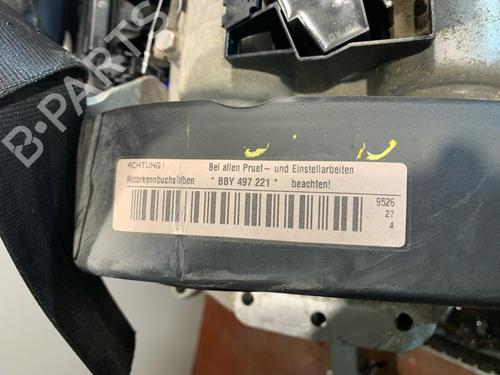 B-PARTS
ACHTUNG! Bei allen Pruef- und Einstellarbeiten
Motorkennbuchstaben * BBY 497 221 * beachten!
9526
27
4